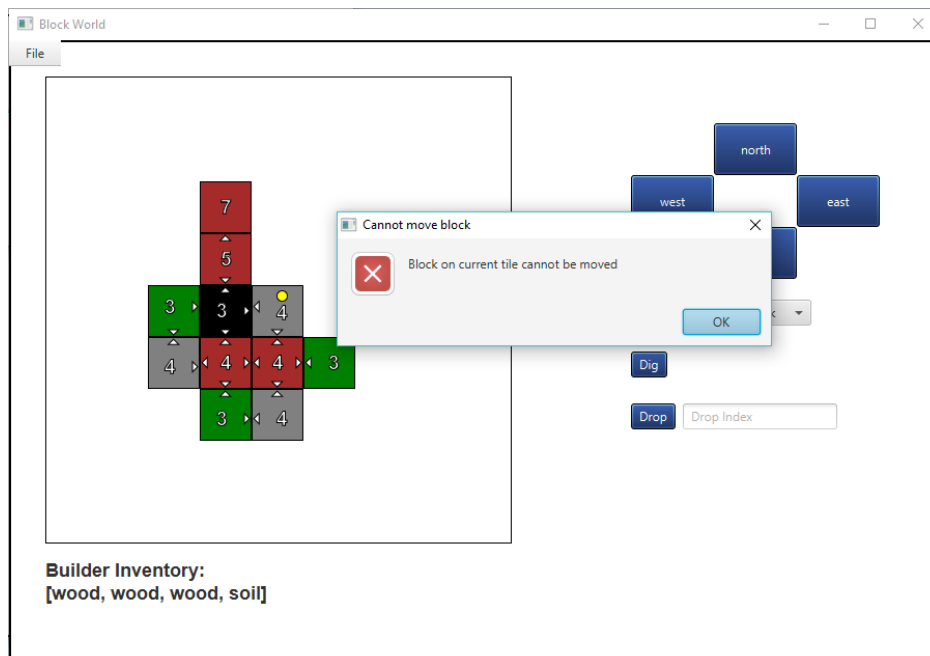 Block World
File
north
west
east
Cannot move block
Block on current tile cannot be moved
OK
7
5
3 3 4
4 4 4 3
3 4
Dig
Drop
Drop Index
Builder Inventory:
[wood, wood, wood, soil]